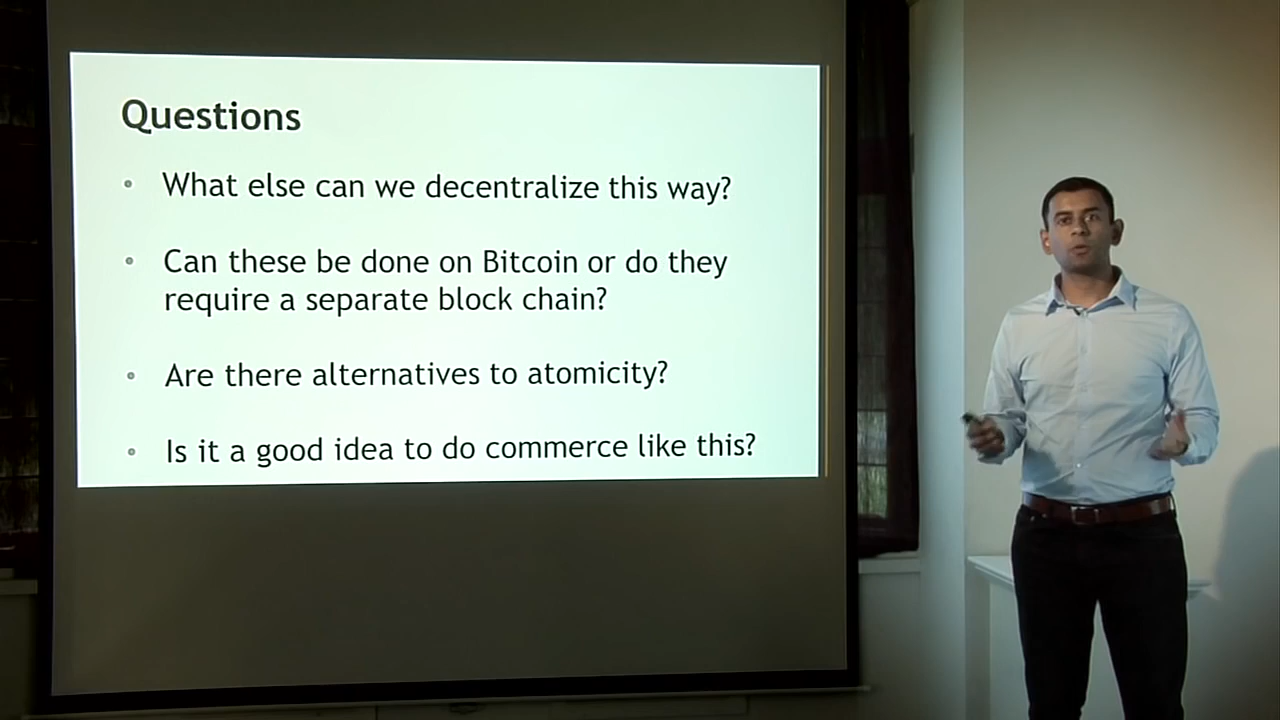 Questions
What else can we decentralize this way?
Can these be done on Bitcoin or do they
require a separate block chain?
Are there alternatives to atomicity?
Is it a good idea to do commerce like this?